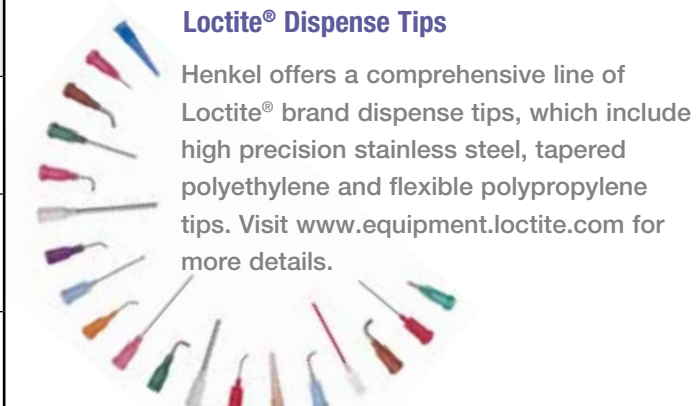 Loctite® Dispense Tips
Henkel offers a comprehensive line of
Loctite® brand dispense tips, which include
high precision stainless steel, tapered
polyethylene and flexible polypropylene
tips. Visit www.equipment.loctite.com for
more details.